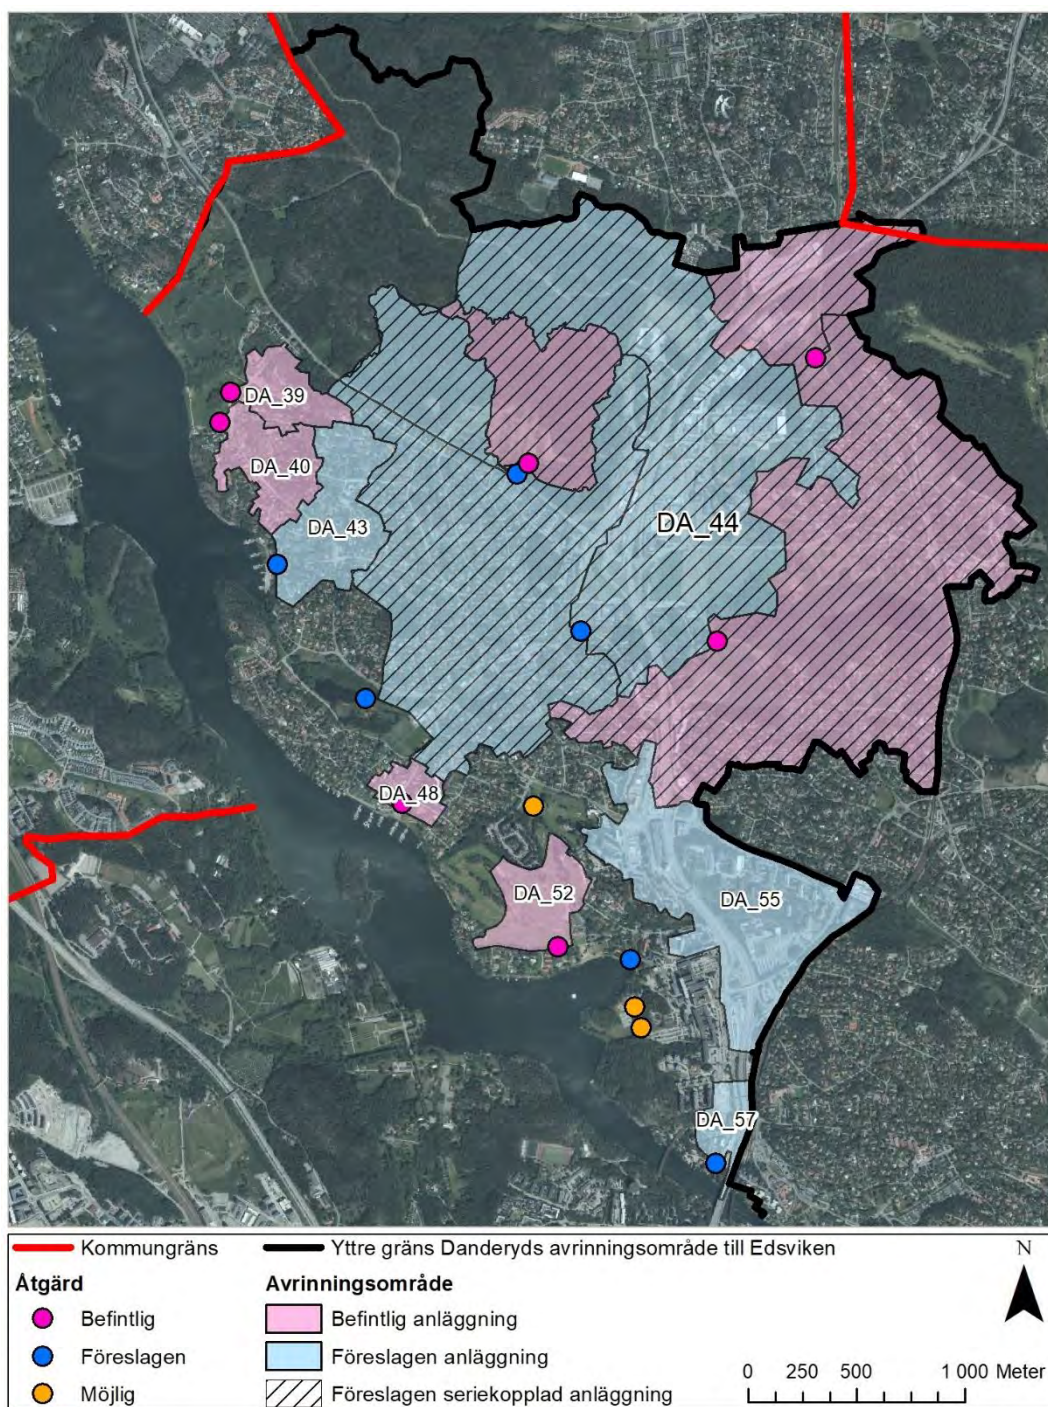 DA_39
DA_40
DA_43
DA_44
DA_48
DA_52
DA_55
DA_57
Kommungräns
Yttre gräns Danderyds avrinningsområde till Edsviken
N
Åtgärd
Avrinningsområde
Befintlig
Befintlig anläggning
Föreslagen
Föreslagen anläggning
0 250 500 1 000 Meter
Möjlig
Föreslagen seriekopplad anläggning